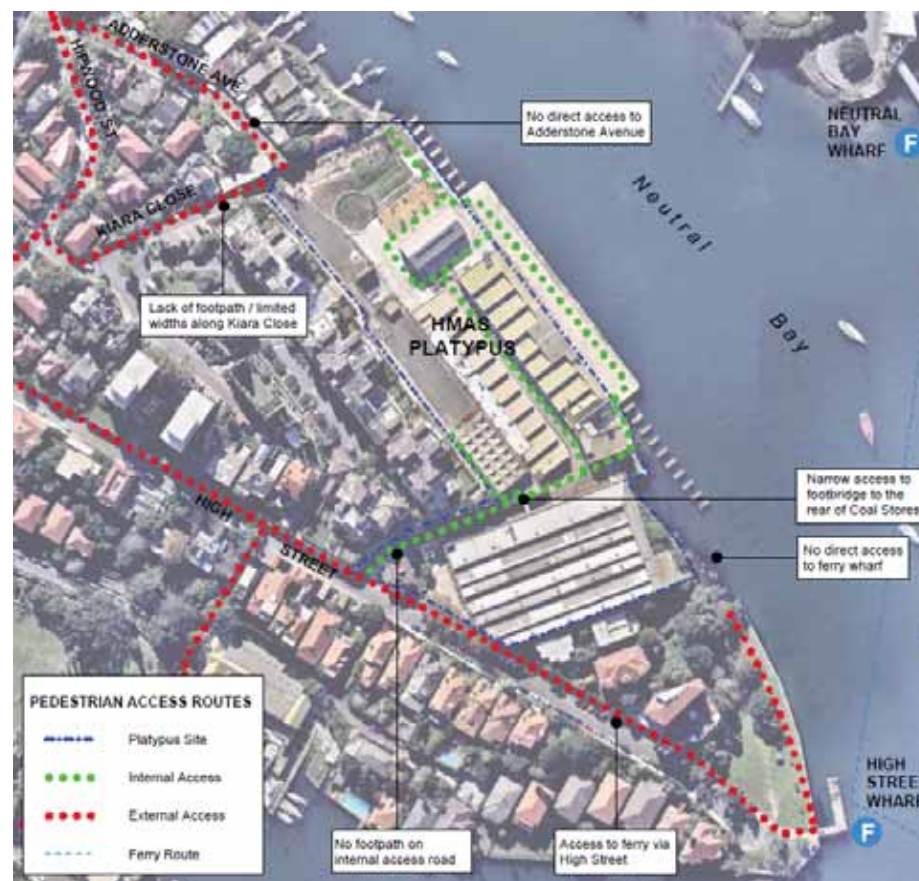 ADDERSTONE AVE
HIPWOOD ST
No direct access to
Adderstone Avenue
NEUTRAL
BAY
WHARF F
Neutral
Bay
KIARA CLOSE
Lack of footpath / limited
widths along Kiara Close
HMAS
PLATYPUS
HIGH
STREET
Narrow access to
footbridge to the
rear of Coal Stores
No direct access
to ferry wharf
PEDESTRIAN ACCESS ROUTES
Platypus Site
Internal Access
External Access
Ferry Route
No footpath on
internal access road
Access to ferry via
High Street
HIGH
STREE
WHARF
F